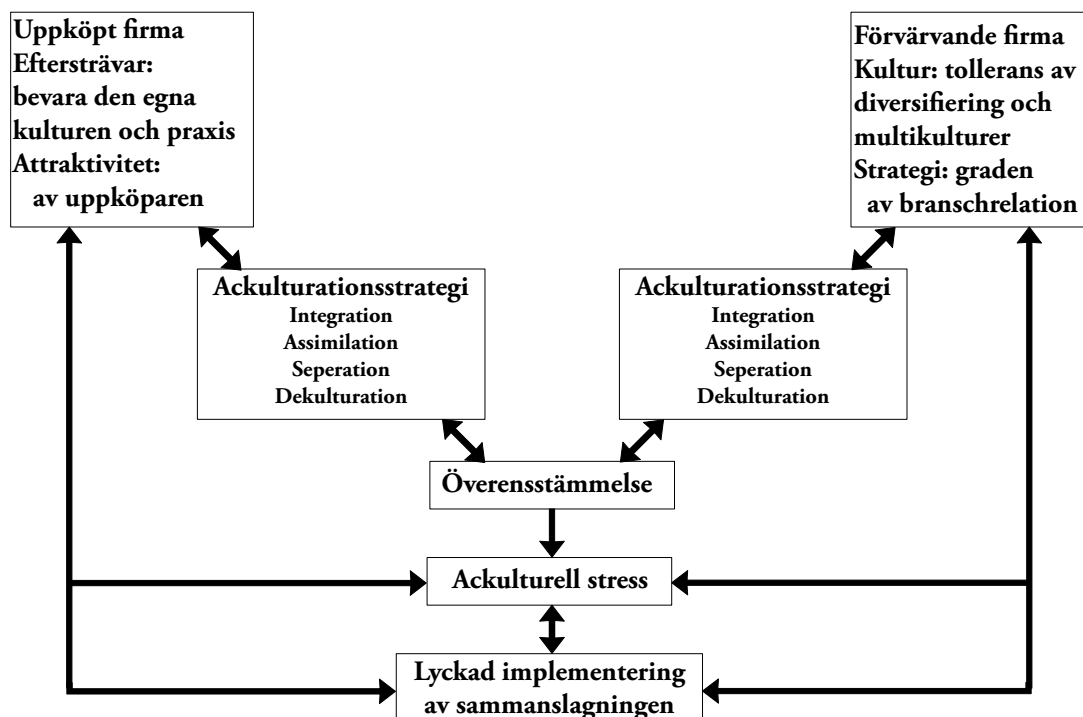 Uppköpt firma
Eftersträvar:
bevara den egna
kulturen och praxis
Attraktivitet:
av uppköparen
Förvärvande firma
Kultur: tollerans av
diversifiering och
multikulturer
Strategi: graden
av branschrelation
Ackulturationsstrategi
Integration
Assimilation
Seperation
Dekulturation
Ackulturationsstrategi
Integration
Assimilation
Seperation
Dekulturation
Överensstämmelse
Ackulturell stress
Lyckad implementering
av sammanslagningen